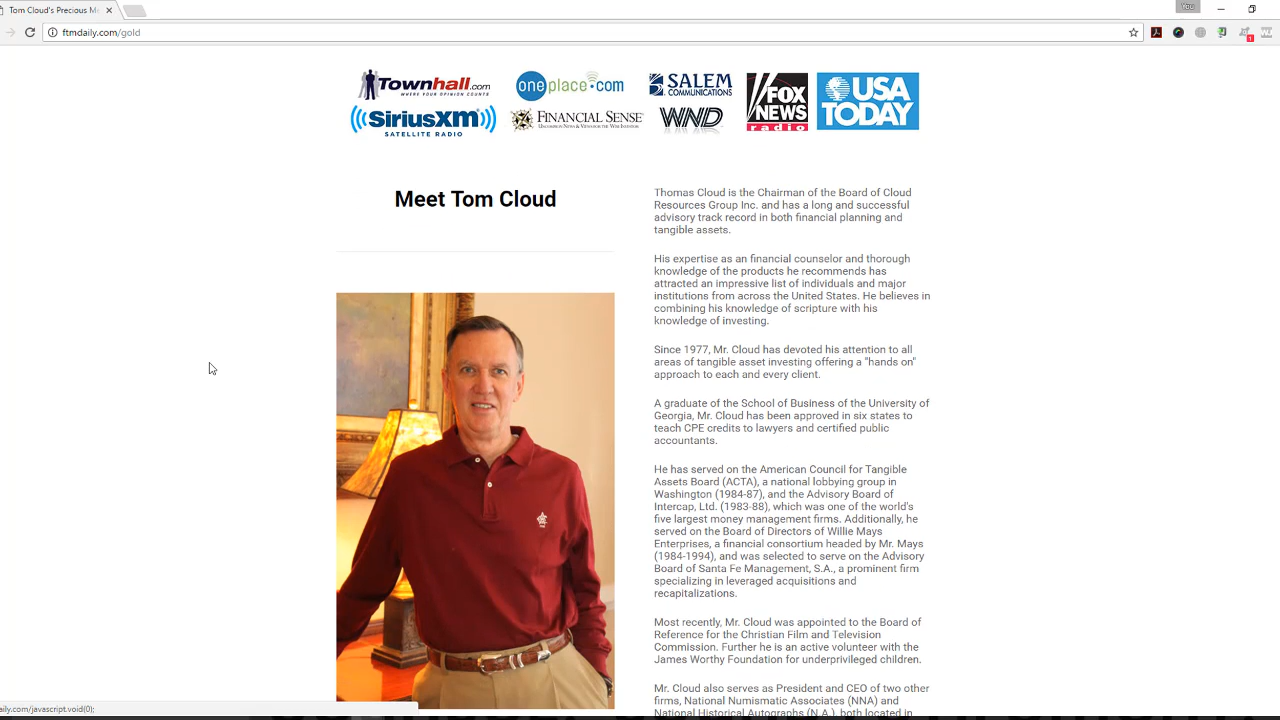 Tom Cloud's Precious M
You
ftmdaily.com/gold
Townhall.com
WHERE YOUR OPINION COUNTS
oneplace.com
SALEM
COMMUNICATIONS
FOX
NEWS
radio
USA
TODAY
SiriusXM
SATELLITE RADIO
FINANCIAL SENSE
UNCOMMON NEWS & VIEWS FOR THE WISE INVESTOR
WND
Meet Tom Cloud
Thomas Cloud is the Chairman of the Board of Cloud
Resources Group Inc. and has a long and successful
advisory track record in both financial planning and
tangible assets.
His expertise as an financial counselor and thorough
knowledge of the products he recommends has
attracted an impressive list of individuals and major
institutions from across the United States. He believes in
combining his knowledge of scripture with his
knowledge of investing.
Since 1977, Mr. Cloud has devoted his attention to all
areas of tangible asset investing offering a "hands on"
approach to each and every client.
A graduate of the School of Business of the University of
Georgia, Mr. Cloud has been approved in six states to
teach CPE credits to lawyers and certified public
accountants.
He has served on the American Council for Tangible
Assets Board (ACTA), a national lobbying group in
Washington (1984-87), and the Advisory Board of
Intercap, Ltd. (1983-88), which was one of the world's
five largest money management firms. Additionally, he
served on the Board of Directors of Willie Mays
Enterprises, a financial consortium headed by Mr. Mays
(1984-1994), and was selected to serve on the Advisory
Board of Santa Fe Management, S.A., a prominent firm
specializing in leveraged acquisitions and
recapitalizations.
Most recently, Mr. Cloud was appointed to the Board of
Reference for the Christian Film and Television
Commission. Further he is an active volunteer with the
James Worthy Foundation for underprivileged children.
Mr. Cloud also serves as President and CEO of two other
firms, National Numismatic Associates (NNA) and
National Historical Autographs (N.A.), both located in
aily.com/javascript.void(0);